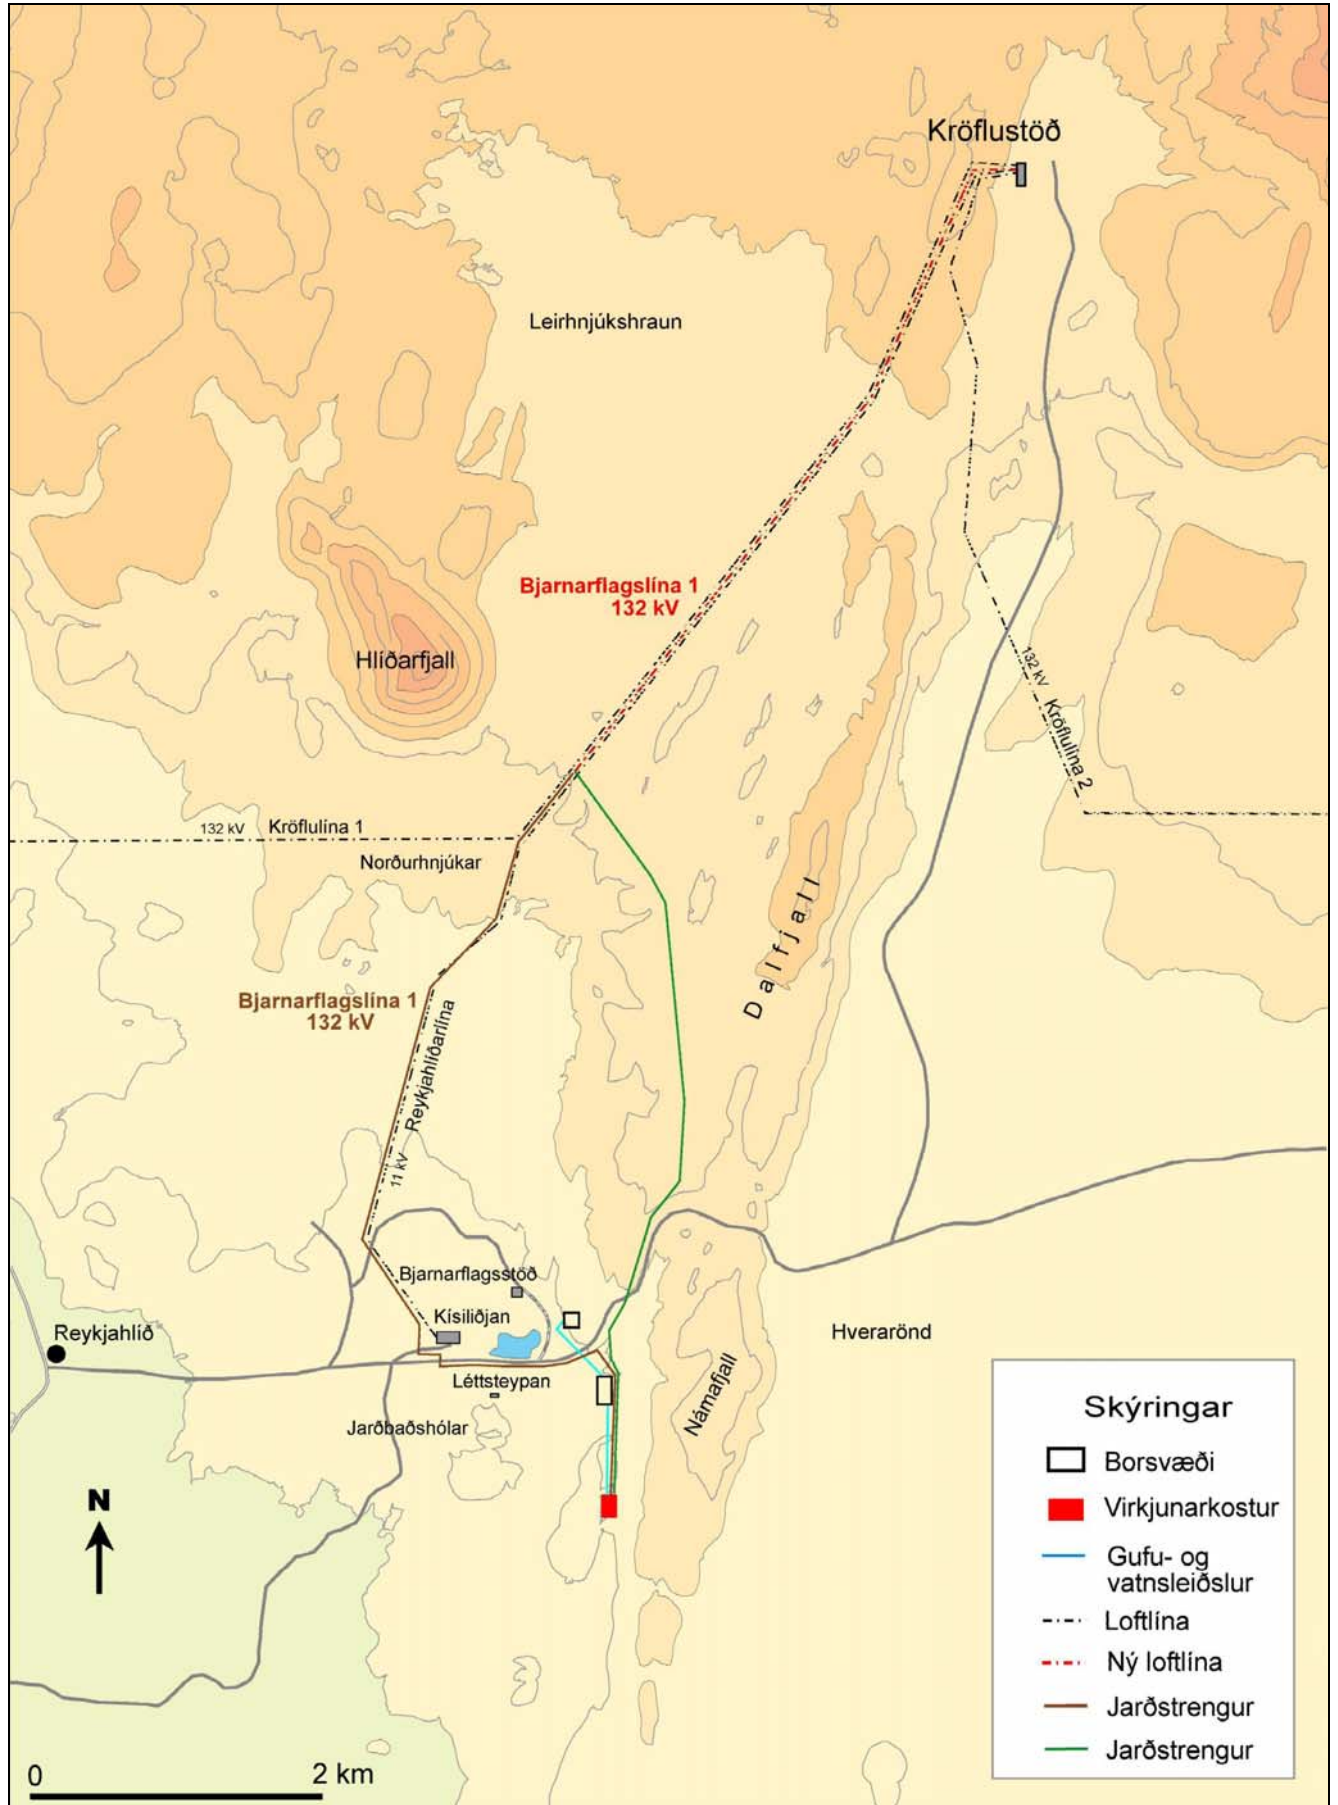 Kröflustöð
Leirhnjúkshraun
Bjarnarflagslína 1
132 kV
Hlíðarfjall
132 kV
Kröflulína 2
132 kV Kröflulína 1
Norðurhnjúkar
Dalfjall
Bjarnarflagslína 1
132 kV
Reykjahlíðarlína
11 kV
Bjarnarflagsstöð
Kísiliðjan
Reykjahlíð
Hverarönd
Léttsteypan
Námafjall
Jarðbaðshólar
N
Skýringar
Borsvæði
Virkjunarkostur
Gufu- og
vatnsleiðslur
Loftlína
Ný loftlína
Jarðstrengur
Jarðstrengur
0 2 km